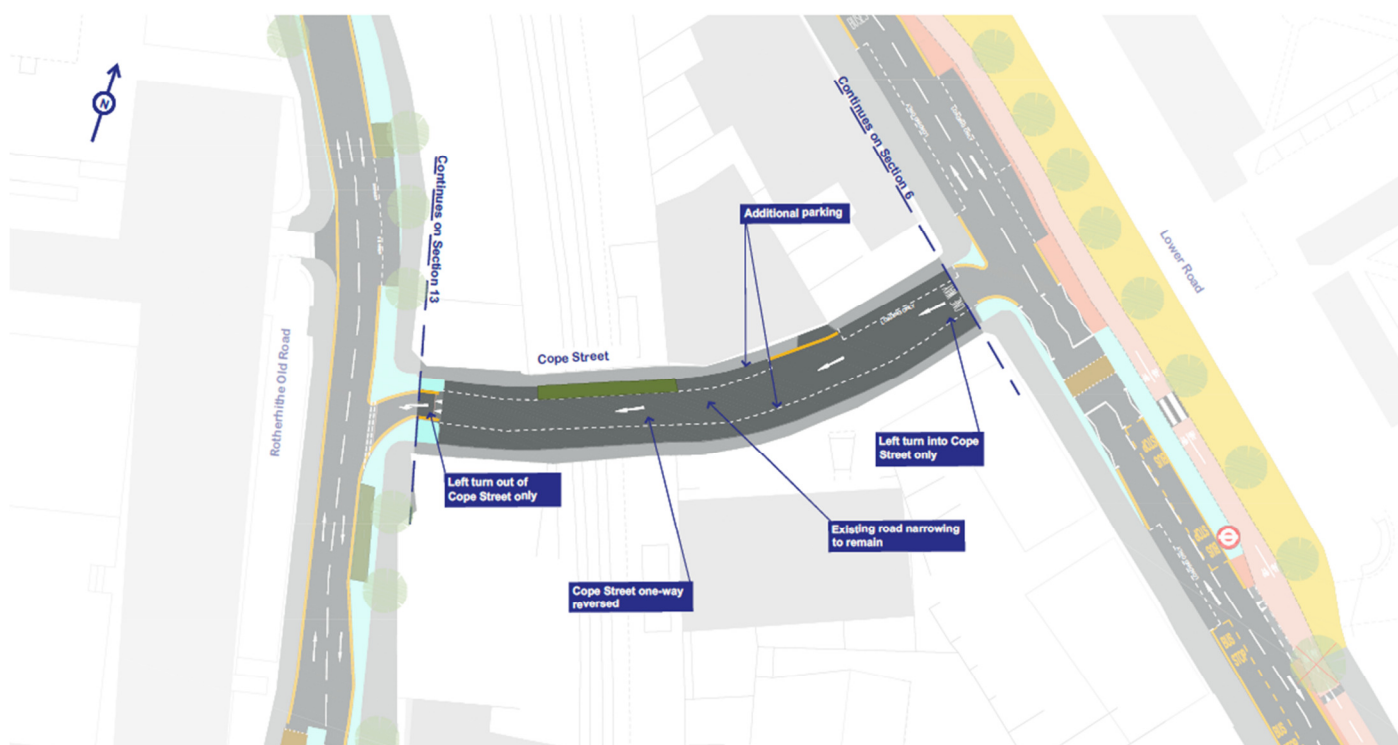 N
Continues on Section 13
Continues on Section 6
Additional parking
Lower Road
Cope Street
Rotherhithe Old Road
Left turn into Cope
Street only
Left turn out of
Cope Street only
Existing road narrowing
to remain
Cope Street one-way
reversed